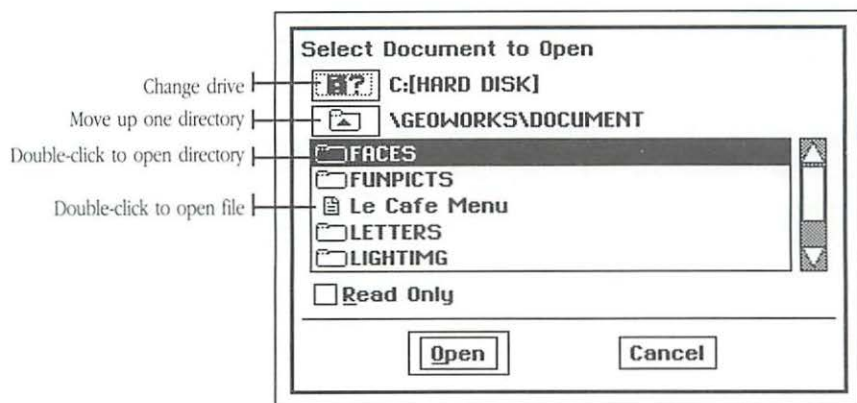 Select Document to Open
Change drive
C:[HARD DISK]
Move up one directory
\GEOWORKS\DOCUMENT
Double-click to open directory
FACES
FUNPICTS
Double-click to open file
Le Cafe Menu
LETTERS
LIGHTIMG
Read Only
Open
Cancel